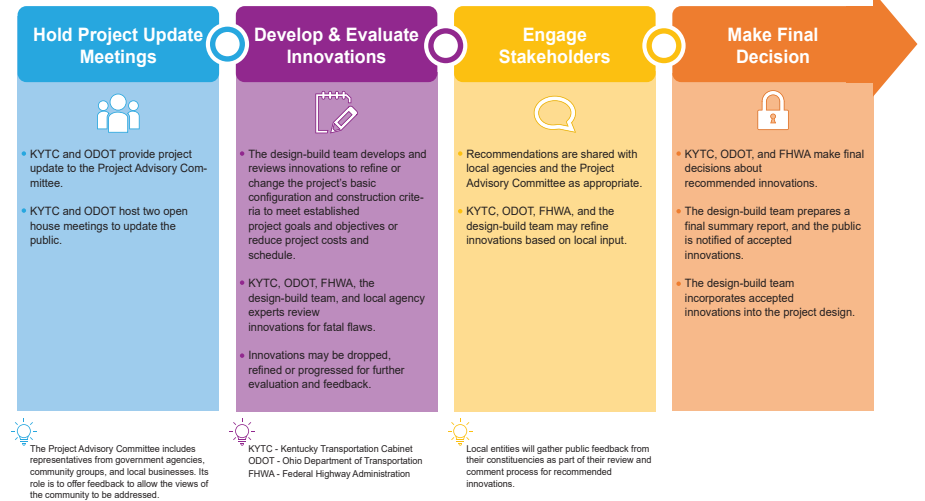 Hold Project Update
Meetings
KYTC and ODOT provide project
update to the Project Advisory Com-
mittee.
KYTC and ODOT host two open
house meetings to update the
public.
The Project Advisory Committee includes
representatives from government agencies,
community groups, and local businesses. Its
role is to offer feedback to allow the views of
the community to be addressed.
Develop & Evaluate
Innovations
The design-build team develops and
reviews innovations to refine or
change the project's basic
configuration and construction crite-
ria to meet established
project goals and objectives or
reduce project costs and
schedule.
KYTC, ODOT, FHWA, the
design-build team, and local agency
experts review
innovations for fatal flaws.
Innovations may be dropped,
refined or progressed for further
evaluation and feedback.
KYTC - Kentucky Transportation Cabinet
ODOT - Ohio Department of Transportation
FHWA - Federal Highway Administration
Engage
Stakeholders
Recommendations are shared with
local agencies and the Project
Advisory Committee as appropriate.
KYTC, ODOT, FHWA, and the
design-build team may refine
innovations based on local input.
Local entities will gather public feedback from
their constituencies as part of their review and
comment process for recommended
innovations.
Make Final
Decision
KYTC, ODOT, and FHWA make final
decisions about
recommended innovations.
The design-build team prepares a
final summary report, and the public
is notified of accepted
innovations.
The design-build team
incorporates accepted
innovations into the project design.